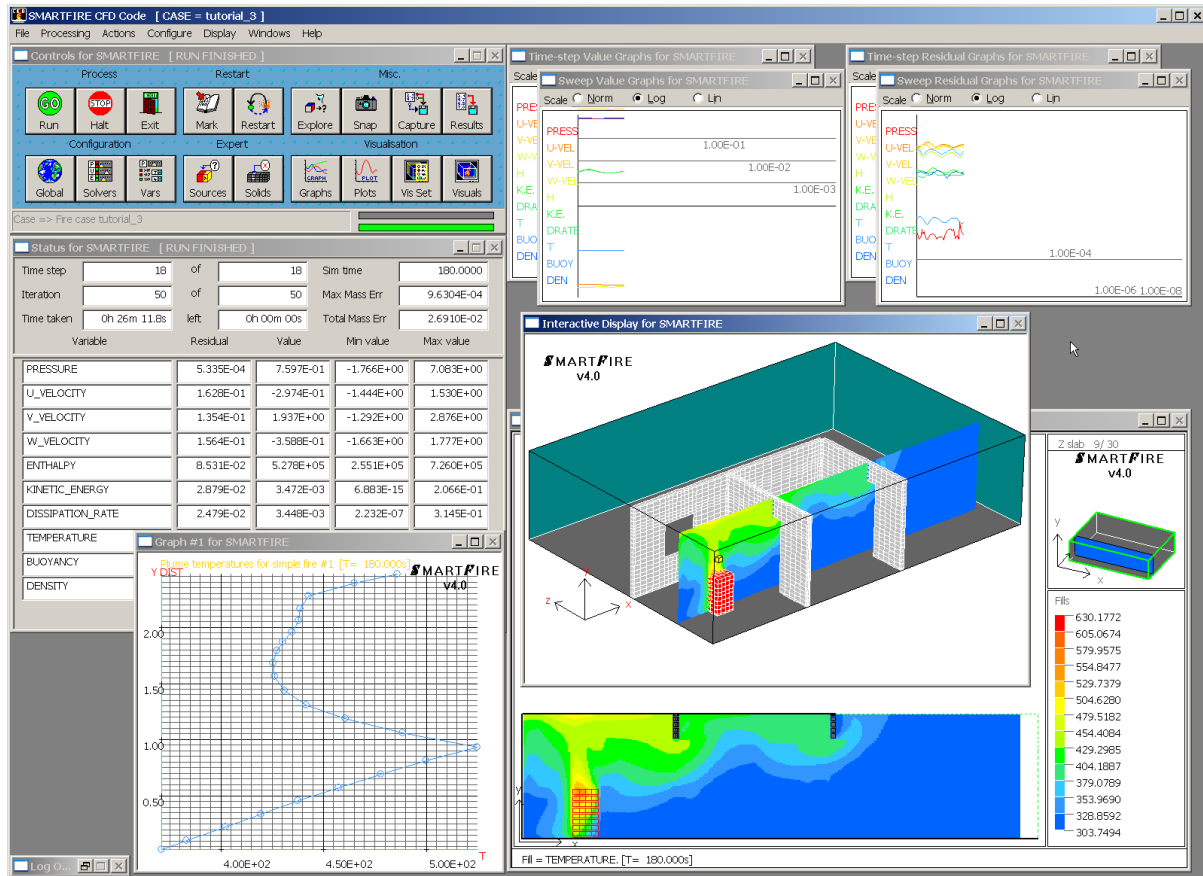 SMARTFIRE CFD Code [ CASE = tutorial_3 ]
File Processing Actions Configure Display Windows Help
Controls for SMARTFIRE [ RUN FINISHED ]
Process Restart Misc.
GO STOP EXIT
Run Halt Exit Mark Restart Explore Snap Capture Results
Configuration Expert Visualisation
GRAPH PLOT
Global Solvers Vars Sources Solids Graphs Plots Vis Set Visuals
Case => Fire case tutorial_3
Status for SMARTFIRE [ RUN FINISHED ]
Time step 18 of 18 Sim time 180.0000
Iteration 50 of 50 Max Mass Err 9.6304E-04
Time taken 0h 26m 11.8s left 0h 00m 00s Total Mass Err 2.6910E-02
Variable Residual Value Min value Max value
PRESSURE 5.335E-04 7.597E-01 -1.766E+00 7.083E+00
U_VELOCITY 1.628E-01 -2.974E-01 -1.444E+00 1.530E+00
V_VELOCITY 1.354E-01 1.937E+00 -1.292E+00 2.876E+00
W_VELOCITY 1.564E-01 -3.588E-01 -1.663E+00 1.777E+00
ENTHALPY 8.531E-02 5.278E+05 2.551E+05 7.260E+05
KINETIC_ENERGY 2.879E-02 3.472E-03 6.883E-15 2.066E-01
DISSIPATION_RATE 2.479E-02 3.448E-03 2.232E-07 3.145E-01
TEMPERATURE
BUOYANCY
DENSITY
Graph #1 for SMARTFIRE
Plume temperatures for simple fire #1 [T= 180.000s]
Y DIST
SMARTFIRE
v4.0
2.00
1.50
1.00
0.50
4.00E+02 4.50E+02 5.00E+02 T
Log O...
Time-step Value Graphs for SMARTFIRE
Scale
PRES
U-VE
V-VE
W-VE
H
K.E.
DRA
T
BUO
DEN
Sweep Value Graphs for SMARTFIRE
Scale Norm Log Lin
PRESS
U-VEL
V-VEL
W-VEL
H
K.E.
DRATE
T
BUOY
DEN
1.00E-01
1.00E-02
1.00E-03
Time-step Residual Graphs for SMARTFIRE
Scale
PRE
U-V
V-V
W-V
H
K.E.
DRA
T
BUO
DEN
Sweep Residual Graphs for SMARTFIRE
Scale Norm Log Lin
PRESS
U-VEL
V-VEL
W-VEL
H
K.E.
DRATE
T
BUOY
DEN
1.00E-04
1.00E-06 1.00E-08
Interactive Display for SMARTFIRE
SMARTFIRE
v4.0
y
z x
Z slab 9/ 30
SMARTFIRE
v4.0
y
x
Fills
630.1772
605.0674
579.9575
554.8477
529.7379
504.6280
479.5182
454.4084
429.2985
404.1887
379.0789
353.9690
328.8592
303.7494
y
x
Fill = TEMPERATURE. [T= 180.000s]